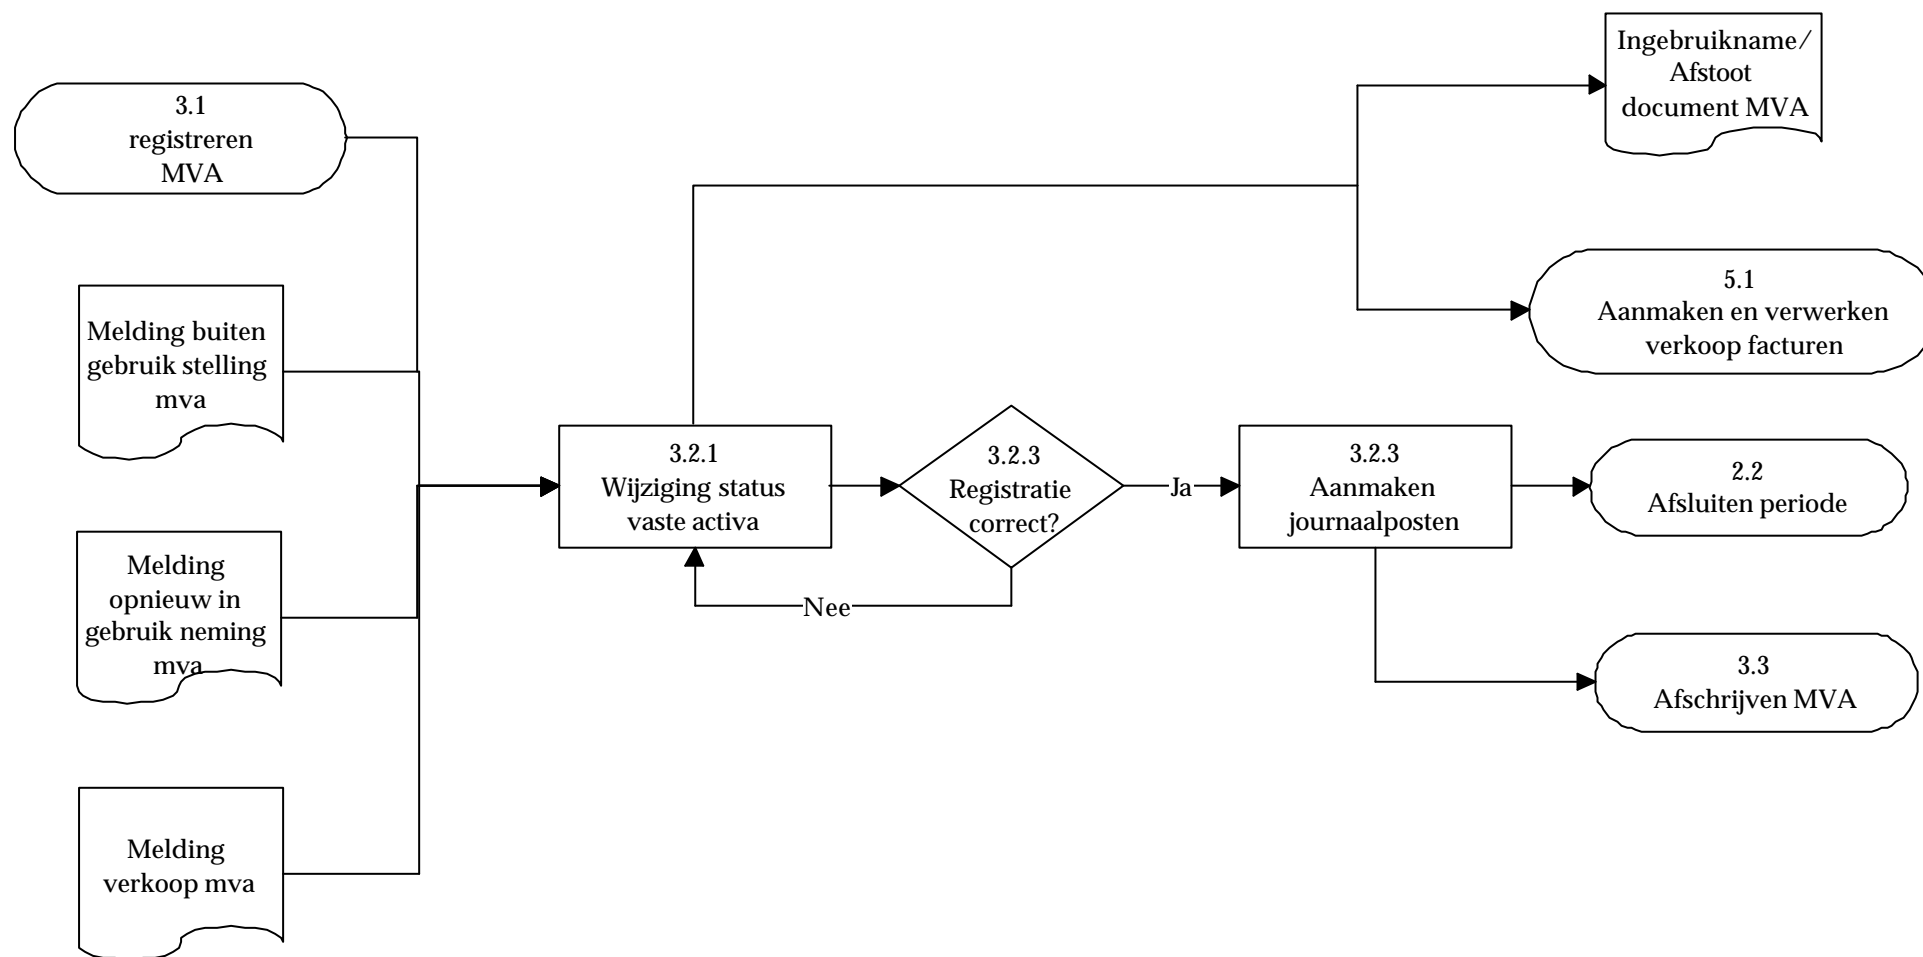 3.1
registreren
MVA
Melding buiten
gebruik stelling
mva
Melding
opnieuw in
gebruik neming
mva
Melding
verkoop mva
3.2.1
Wijziging status
vaste activa
3.2.3
Registratie
correct?
Nee
Ja
3.2.3
Aanmaken
journaalposten
Ingebruikname/
Afstoot
document MVA
5.1
Aanmaken en verwerken
verkoop facturen
2.2
Afsluiten periode
3.3
Afschrijven MVA